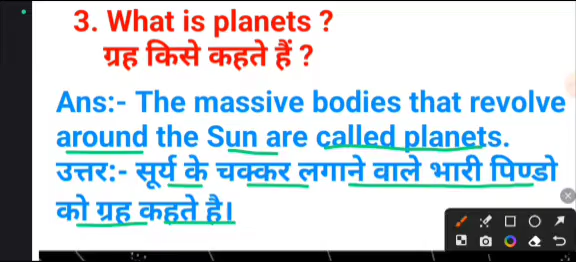 3. What is planets ?
ग्रह किसे कहते हैं ?
Ans:- The massive bodies that revolve
around the Sun are called planets.
उत्तर:- सूर्य के चक्कर लगाने वाले भारी पिण्डो
को ग्रह कहते है।